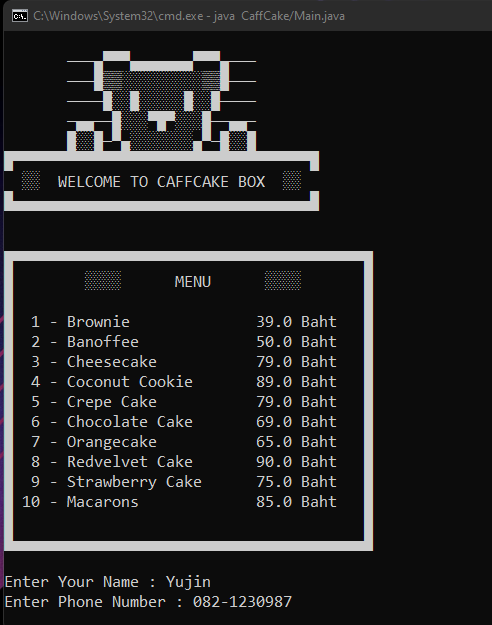 C:\Windows\System32\cmd.exe - java CaffCake/Main.java
WELCOME TO CAFFCAKE BOX
MENU
1 - Brownie 39.0 Baht
2 - Banoffee 50.0 Baht
3 - Cheesecake 79.0 Baht
4 - Coconut Cookie 89.0 Baht
5 - Crepe Cake 79.0 Baht
6 - Chocolate Cake 69.0 Baht
7 - Orangecake 65.0 Baht
8 - Redvelvet Cake 90.0 Baht
9 - Strawberry Cake 75.0 Baht
10 - Macarons 85.0 Baht
Enter Your Name : Yujin
Enter Phone Number : 082-1230987